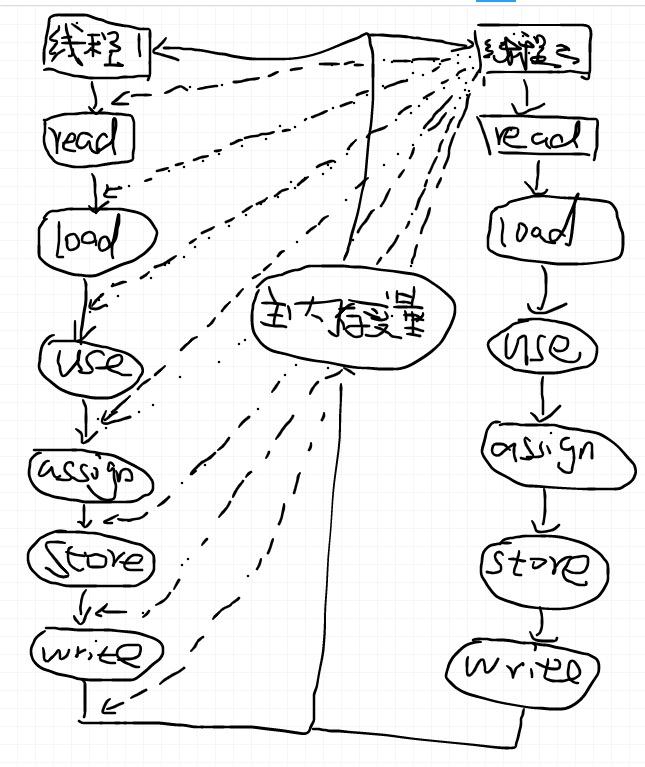 线程1
read
load
use
assign
store
write
主内存变量
线程2
read
load
use
assign
store
write